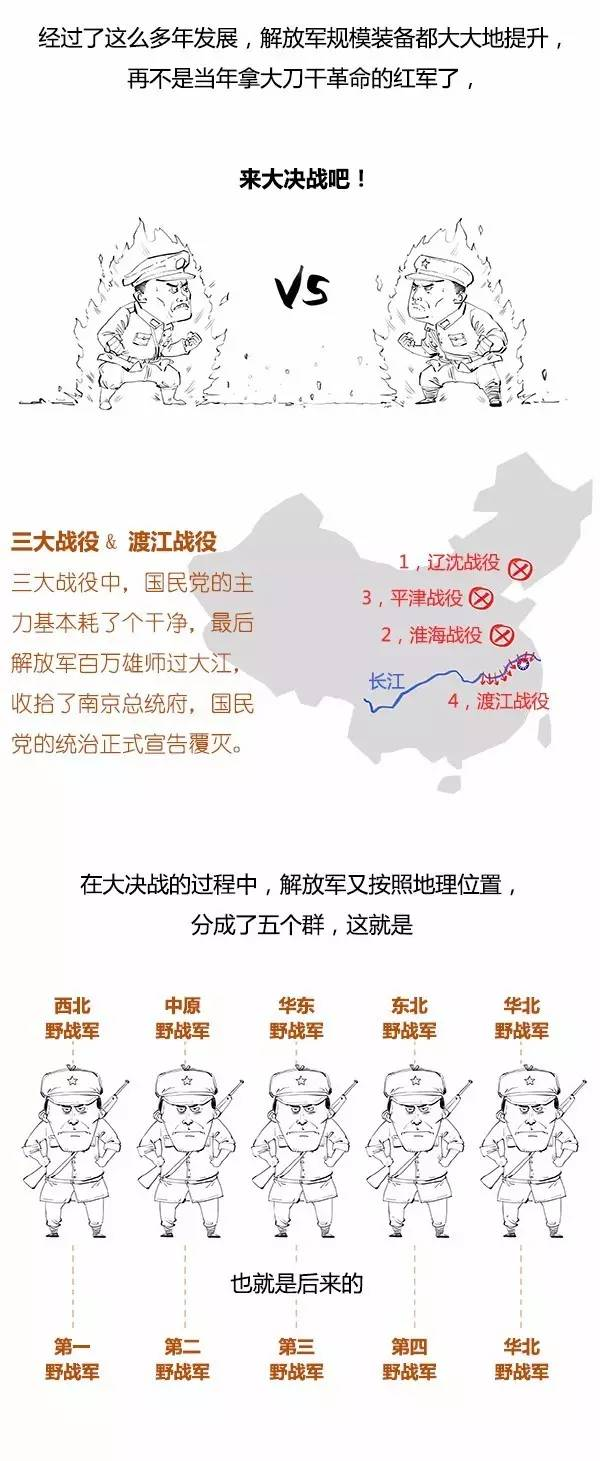 经过了这么多年发展，解放军规模装备都大大地提升，
再不是当年拿大刀干革命的红军了，
来大决战吧！
VS
三大战役 & 渡江战役
三大战役中，国民党的主
力基本耗了个干净，最后
解放军百万雄师过大江，
收拾了南京总统府，国民
党的统治正式宣告覆灭。
1，辽沈战役
3，平津战役
2，淮海战役
长江
4，渡江战役
在大决战的过程中，解放军又按照地理位置，
分成了五个群，这就是
西北
野战军
中原
野战军
华东
野战军
东北
野战军
华北
野战军
也就是后来的
第一
野战军
第二
野战军
第三
野战军
第四
野战军
华北
野战军